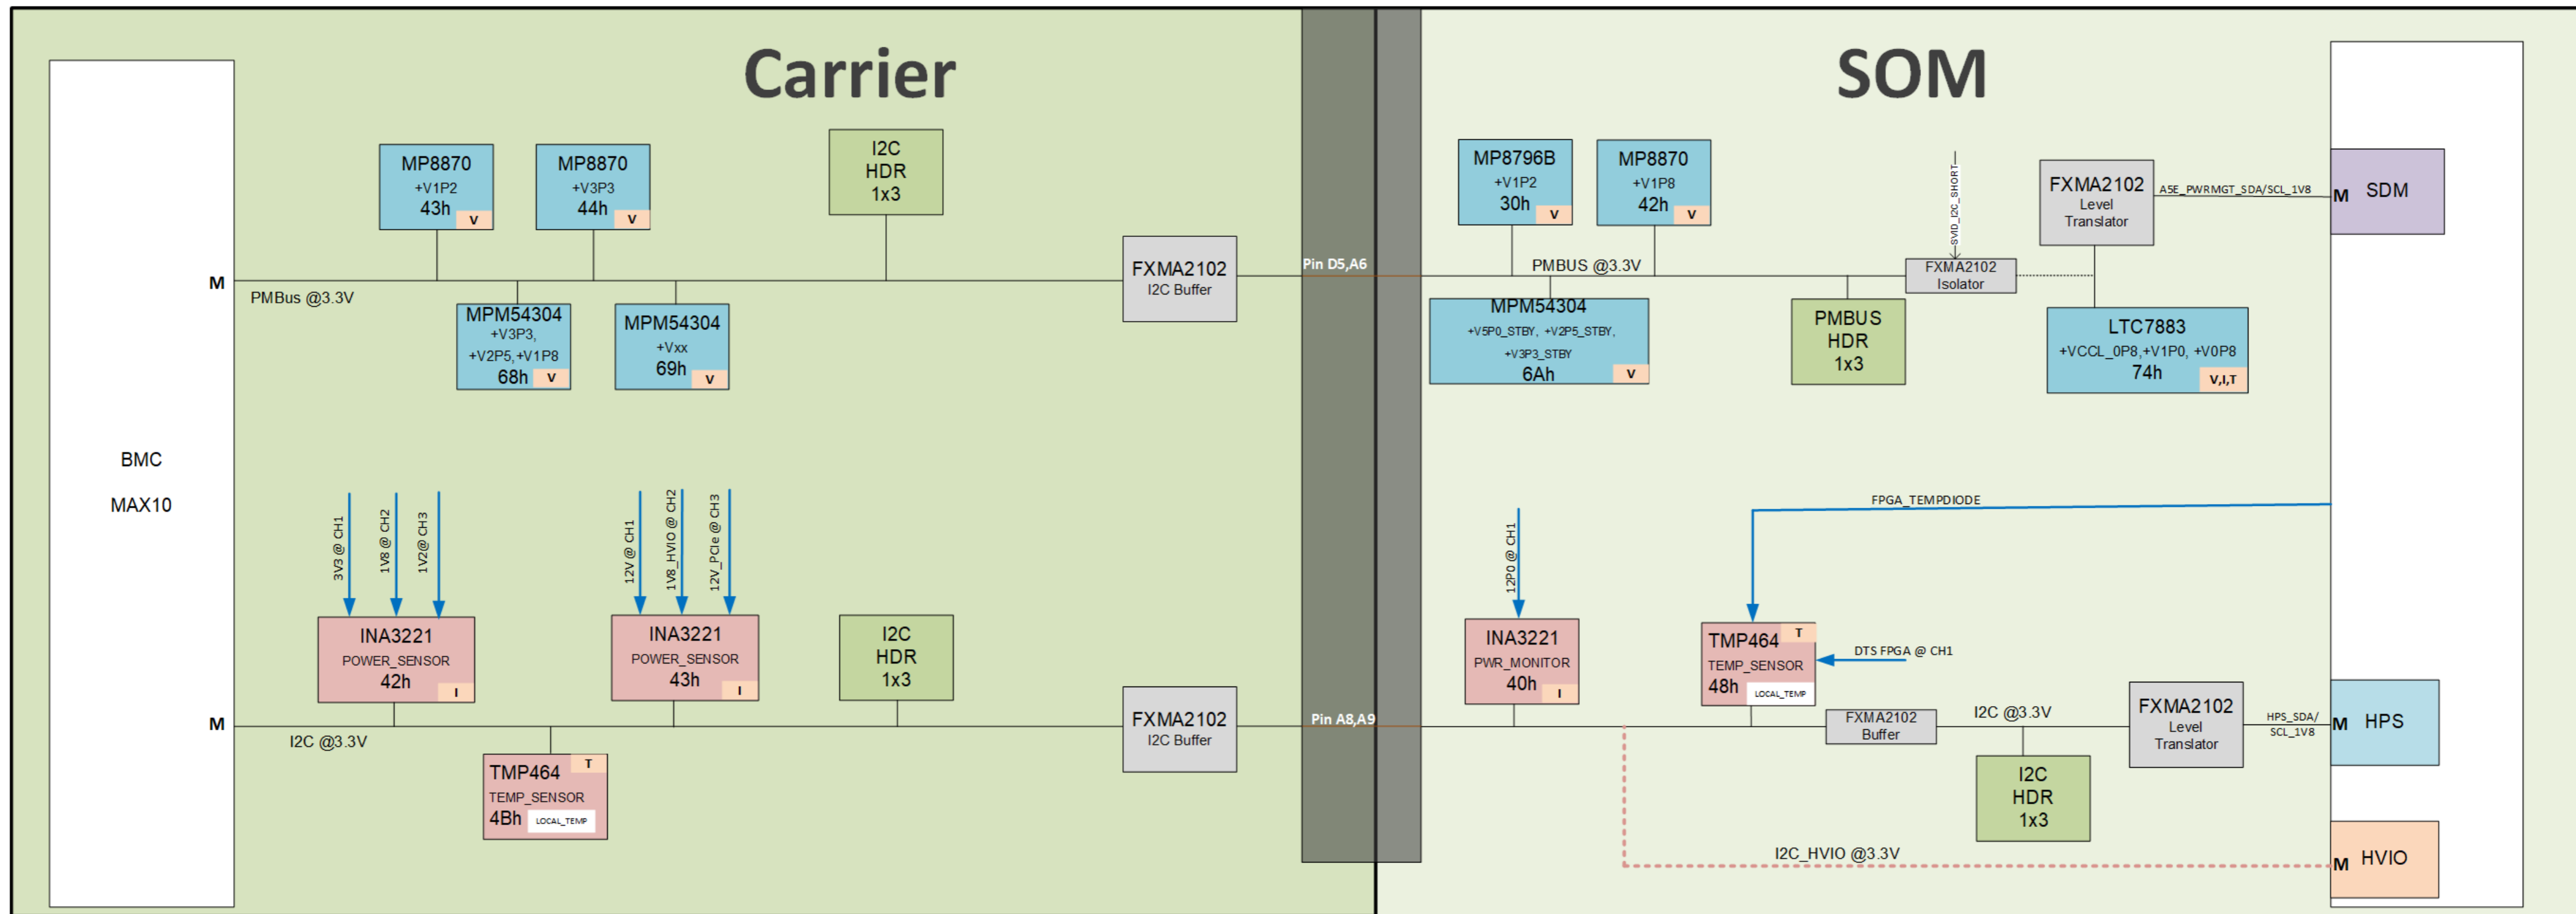 Carrier
SOM
MP8870
+V1P2
43h
V
MP8870
+V3P3
44h
V
I2C
HDR
1x3
M
PMBus @3.3V
MPM54304
+V3P3,
+V2P5,+V1P8
68h
V
MPM54304
+Vxx
69h
V
FXMA2102
I2C Buffer
Pin D5,A6
MP8796B
+V1P2
30h
V
MP8870
+V1P8
42h
V
PMBUS @3.3V
MPM54304
+V5P0_STBY, +V2P5_STBY,
+V3P3_STBY
6Ah
V
PMBUS
HDR
1x3
SVID_I2C_SHORT
FXMA2102
Isolator
FXMA2102
Level
Translator
A5E_PWRMGT_SDA/SCL_1V8
M
SDM
LTC7883
+VCCL_0P8,+V1P0, +V0P8
74h
V,I,T
BMC
MAX10
3V3 @ CH1
1V8 @ CH2
1V2@ CH3
INA3221
POWER_SENSOR
42h
I
12V @ CH1
1V8_HVIO @ CH2
12V_PCIe @ CH3
INA3221
POWER_SENSOR
43h
I
I2C
HDR
1x3
M
I2C @3.3V
TMP464
T
TEMP_SENSOR
4Bh
LOCAL_TEMP
FXMA2102
I2C Buffer
Pin A8,A9
12P0 @ CH1
INA3221
PWR_MONITOR
40h
I
FPGA_TEMPDIODE
TMP464
T
TEMP_SENSOR
48h
LOCAL_TEMP
DTS FPGA @ CH1
FXMA2102
Buffer
I2C @3.3V
I2C
HDR
1x3
FXMA2102
Level
Translator
HPS_SDA/
SCL_1V8
M
HPS
I2C_HVIO @3.3V
M
HVIO